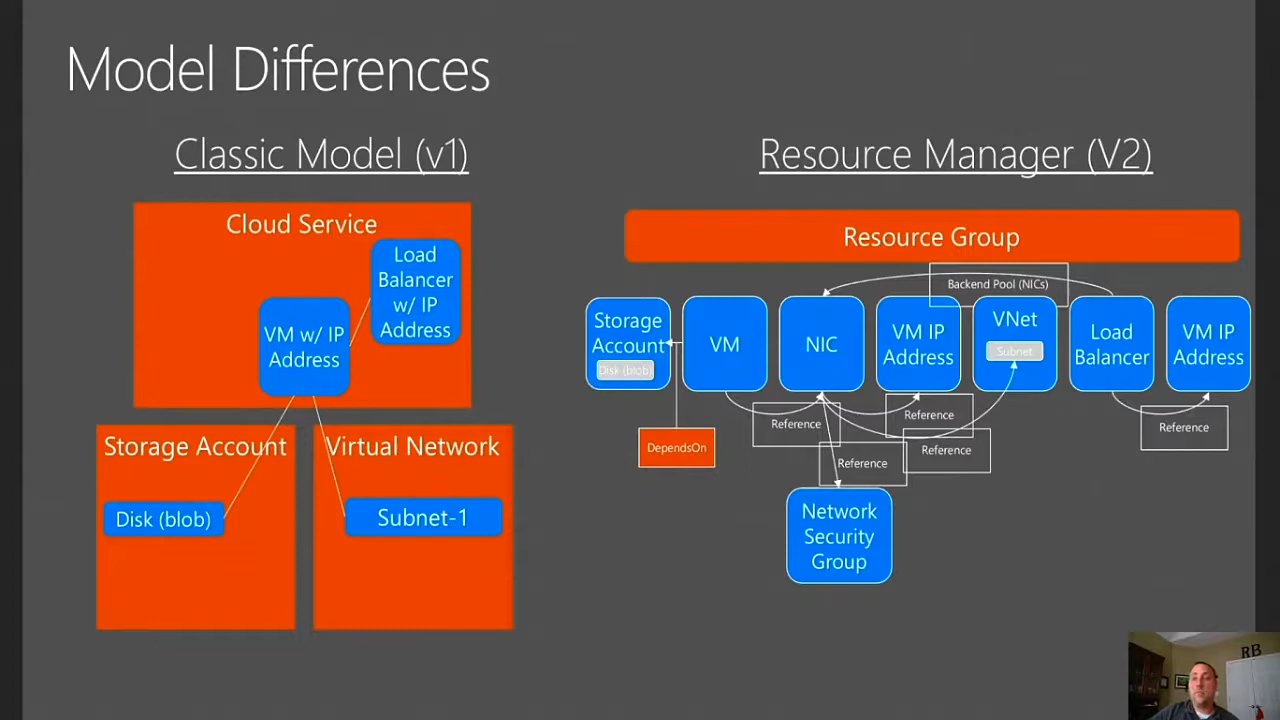 Model Differences
Classic Model (v1)
Cloud Service
Load
Balancer
w/ IP
Address
VM w/ IP
Address
Storage Account
Disk (blob)
Virtual Network
Subnet-1
Resource Manager (V2)
Resource Group
Backend Pool (NICs)
Storage
Account
Disk (blob)
VM
NIC
VM IP
Address
VNet
Subnet
Load
Balancer
VM IP
Address
DependsOn
Reference
Reference
Reference
Reference
Reference
Network
Security
Group
RB